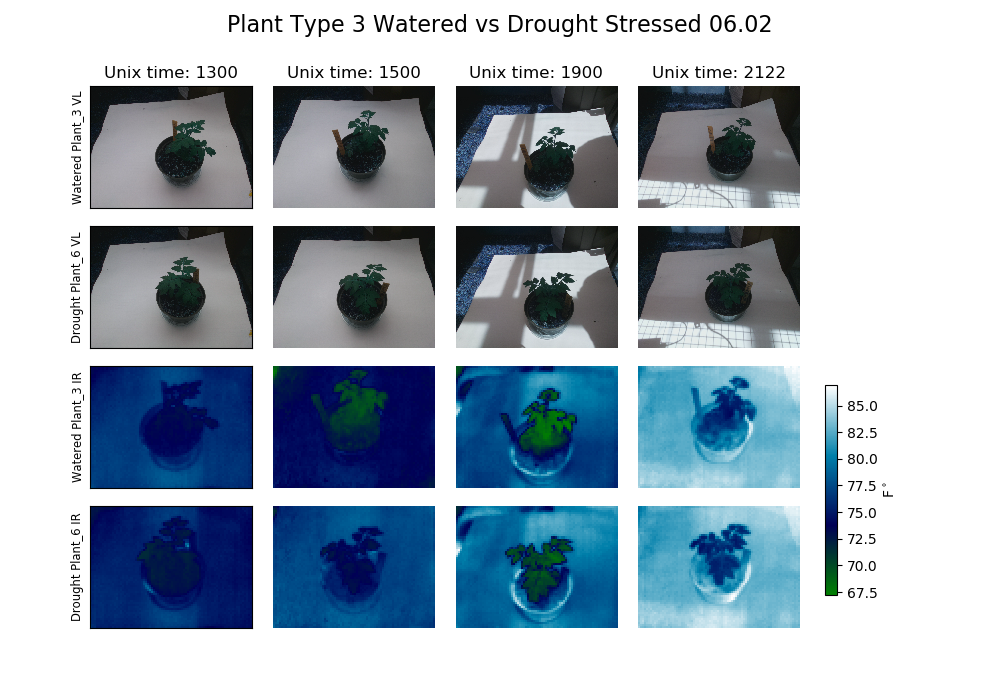 Plant Type 3 Watered vs Drought Stressed 06.02
Unix time: 1300
Unix time: 1500
Unix time: 1900
Unix time: 2122
Watered Plant_3 VL
Drought Plant_6 VL
Watered Plant_3 IR
Drought Plant_6 IR
85.0
82.5
80.0
77.5
75.0
72.5
70.0
67.5
F°